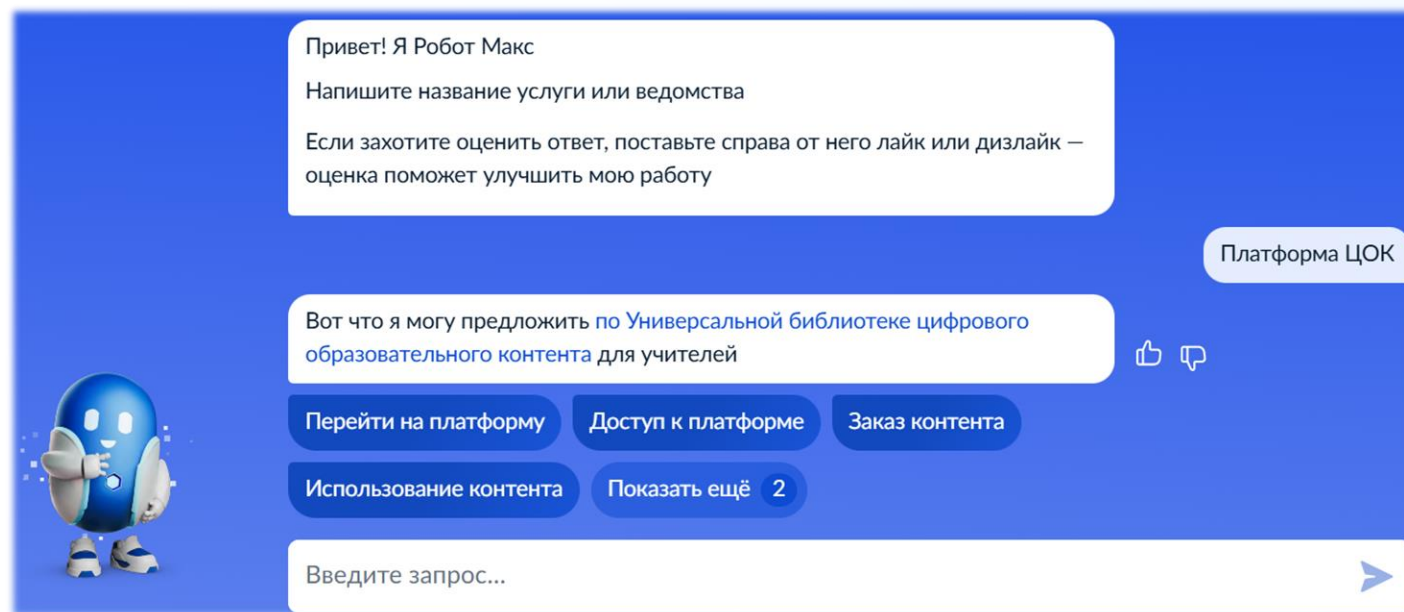 Привет! Я Робот Макс
Напишите название услуги или ведомства
Если захотите оценить ответ, поставьте справа от него лайк или дизлайк —
оценка поможет улучшить мою работу
Платформа ЦОК
Вот что я могу предложить по Универсальной библиотеке цифрового
образовательного контента для учителей
Перейти на платформу
Доступ к платформе
Заказ контента
Использование контента
Показать ещё 2
Введите запрос...